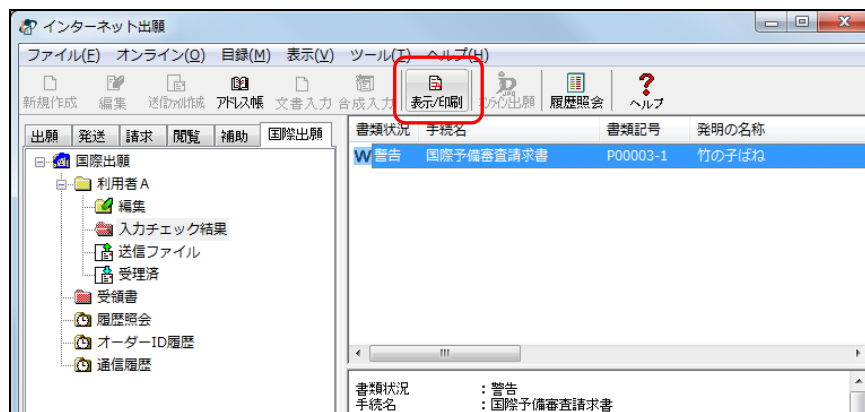 インターネット出願
ファイル(F) オンライン(O) 目録(M) 表示(V) ツール(T) ヘルプ(H)
新規作成 編集 送信ファイル作成 アドレス帳 文書入力 合成入力 表示/印刷 オンライン出願 履歴照会 ヘルプ
出願 発送 請求 閲覧 補助 国際出願
書類状況 手続名 書類記号 発明の名称
W警告 国際予備審査請求書 P00003-1 竹の子ばね
国際出願
利用者A
編集
入力チェック結果
送信ファイル
受理済
受領書
履歴照会
オーダーID履歴
通信履歴
書類状況 :警告
手続名 :国際予備審査請求書